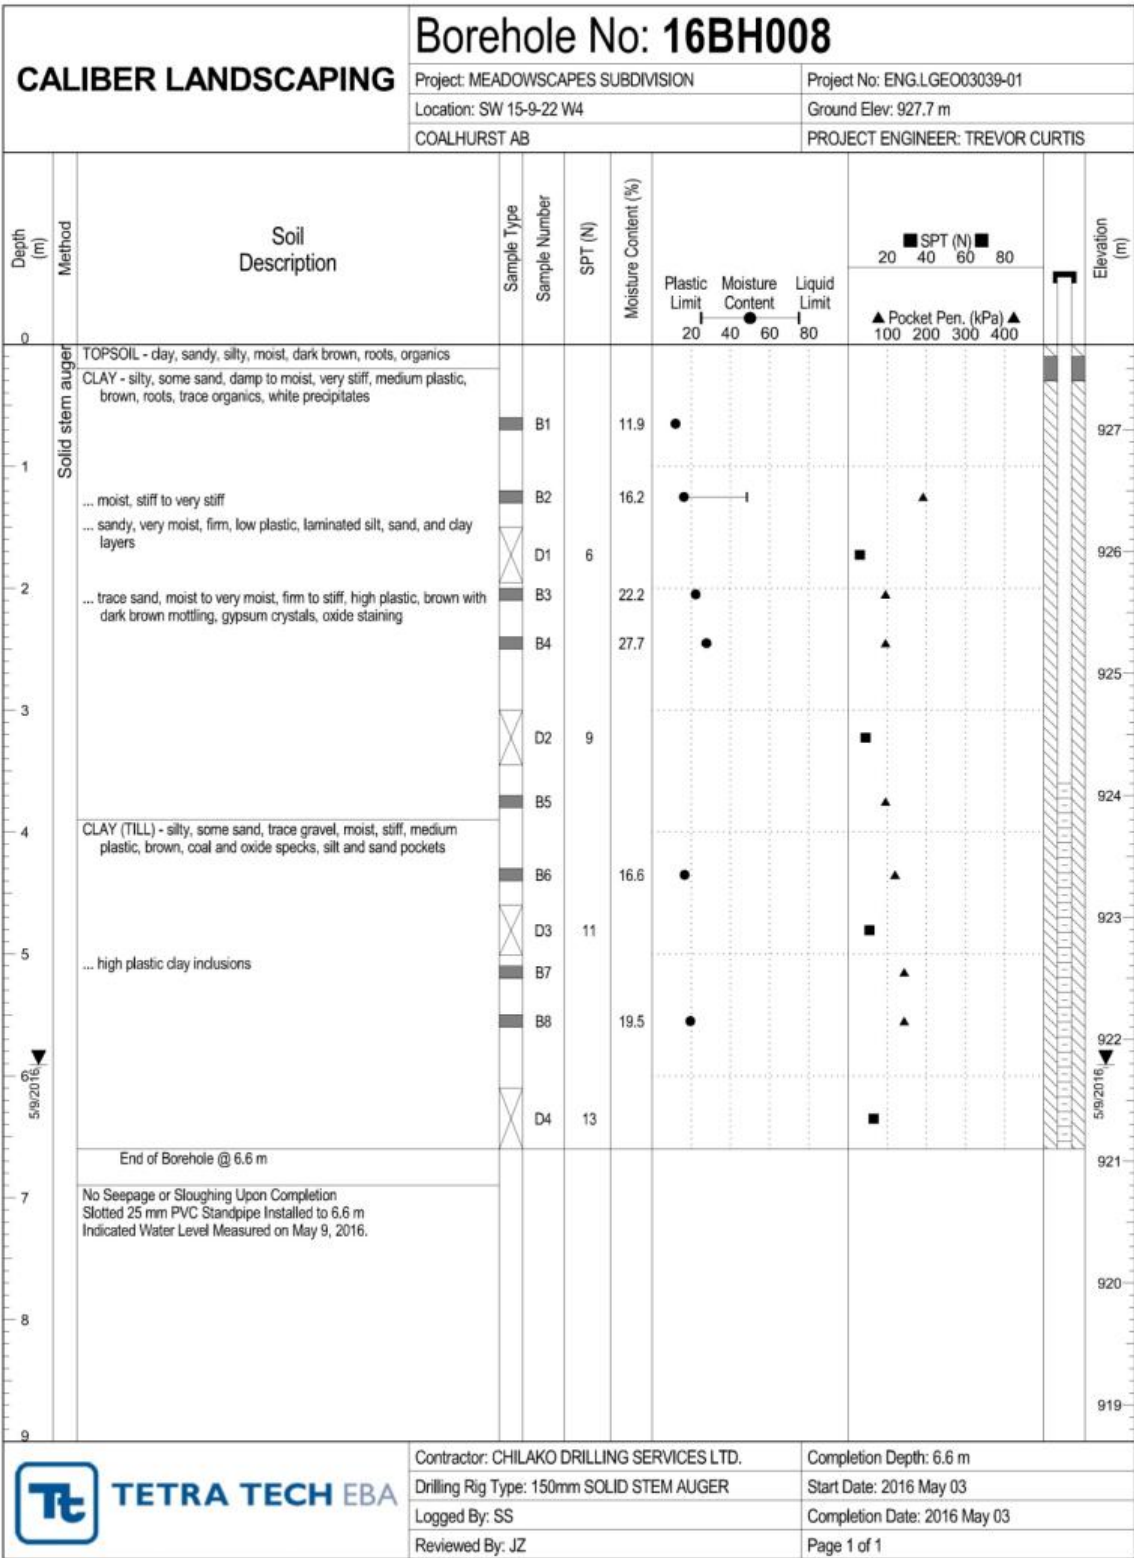 CALIBER LANDSCAPING
Borehole No: 16BH008
Project: MEADOWSCAPES SUBDIVISION
Project No: ENG.LGEO03039-01
Location: SW 15-9-22 W4
Ground Elev: 927.7 m
COALHURST AB
PROJECT ENGINEER: TREVOR CURTIS
Depth
(m)
Method
Soil
Description
Sample Type
Sample Number
SPT (N)
Moisture Content (%)
Plastic
Limit
Moisture
Content
Liquid
Limit
20 40 60 80
■ SPT (N) ■
20 40 60 80
▲ Pocket Pen. (kPa) ▲
100 200 300 400
Elevation
(m)
0
Solid stem auger
TOPSOIL - clay, sandy, silty, moist, dark brown, roots, organics
CLAY - silty, some sand, damp to moist, very stiff, medium plastic,
brown, roots, trace organics, white precipitates
B1 11.9
927
1
... moist, stiff to very stiff
B2 16.2
... sandy, very moist, firm, low plastic, laminated silt, sand, and clay
layers
D1 6
926
2
... trace sand, moist to very moist, firm to stiff, high plastic, brown with
dark brown mottling, gypsum crystals, oxide staining
B3 22.2
B4 27.7
925
3
D2 9
B5
924
4
CLAY (TILL) - silty, some sand, trace gravel, moist, stiff, medium
plastic, brown, coal and oxide specks, silt and sand pockets
B6 16.6
923
D3 11
5
... high plastic clay inclusions
B7
B8 19.5
922
6
5/9/2016
5/9/2016
D4 13
End of Borehole @ 6.6 m
921
7
No Seepage or Sloughing Upon Completion
Slotted 25 mm PVC Standpipe Installed to 6.6 m
Indicated Water Level Measured on May 9, 2016.
920
8
919
9
Tt TETRA TECH EBA
Contractor: CHILAKO DRILLING SERVICES LTD.
Completion Depth: 6.6 m
Drilling Rig Type: 150mm SOLID STEM AUGER
Start Date: 2016 May 03
Logged By: SS
Completion Date: 2016 May 03
Reviewed By: JZ
Page 1 of 1